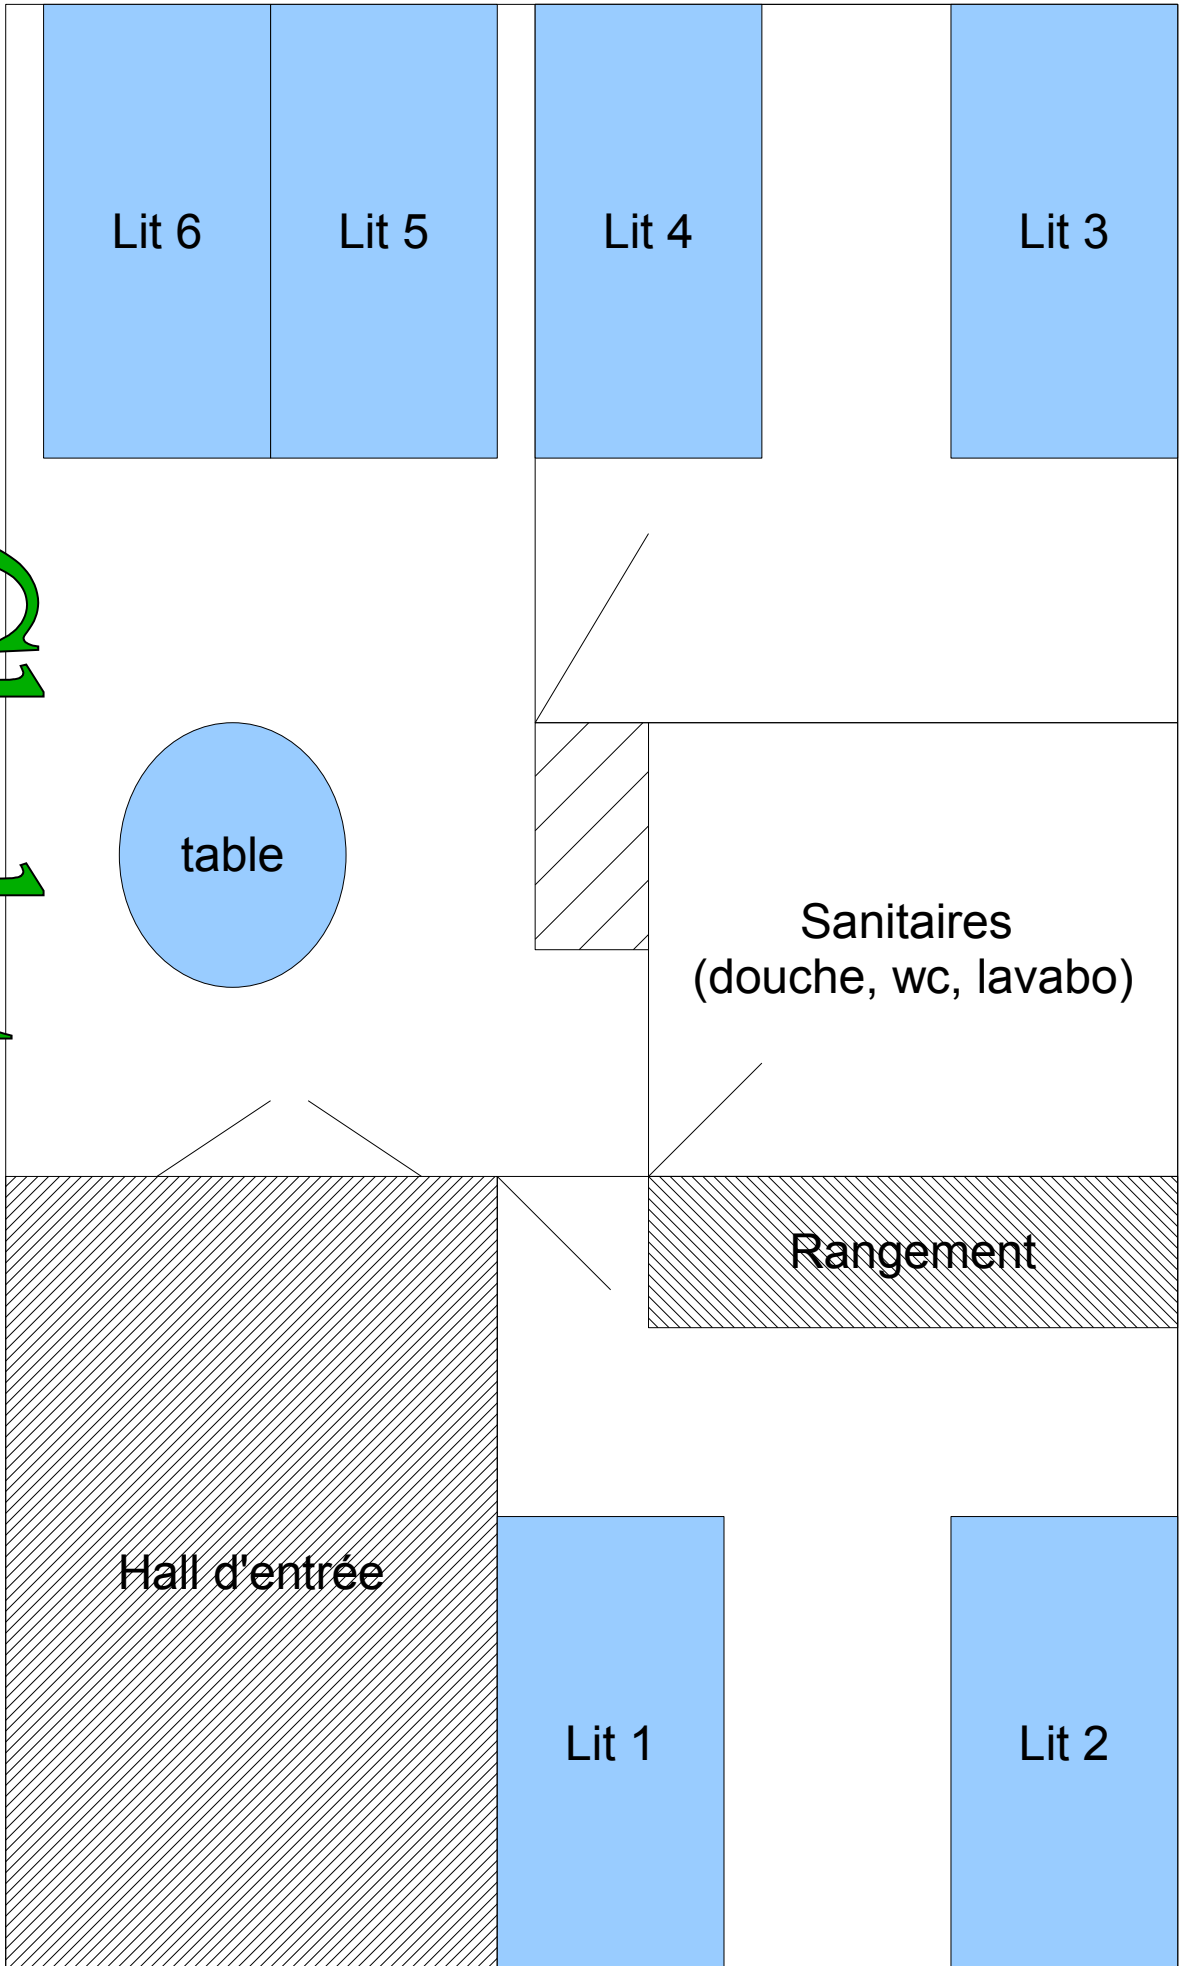 Lit 6
Lit 5
Lit 4
Lit 3
table
Sanitaires
(douche, wc, lavabo)
Rangement
Hall d'entrée
Lit 1
Lit 2